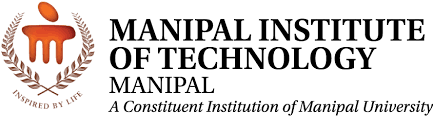 INSPIRED BY LIFE
MANIPAL INSTITUTE
OF TECHNOLOGY
MANIPAL
A Constituent Institution of Manipal University